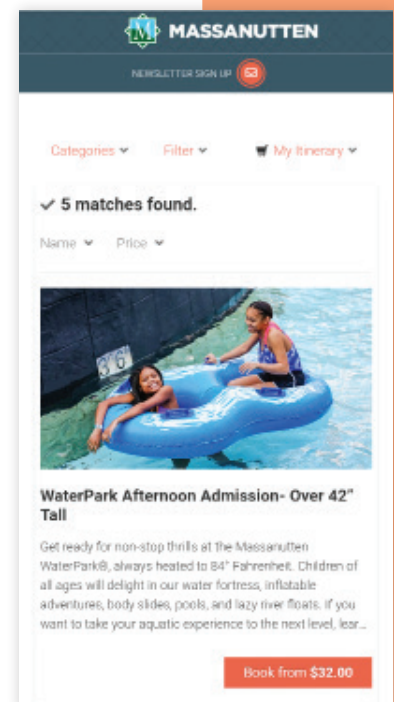 M MASSANUTTEN
NEWSLETTER SIGN UP
Categories Filter My Itinerary
5 matches found.
Name Price
3'6"
WaterPark Afternoon Admission- Over 42"
Tall
Get ready for non-stop thrills at the Massanutten
WaterPark®, always heated to 84° Fahrenheit. Children of
all ages will delight in our water fortress, inflatable
adventures, body slides, pools, and lazy river floats. If you
want to take your aquatic experience to the next level, lear...
Book from $32.00